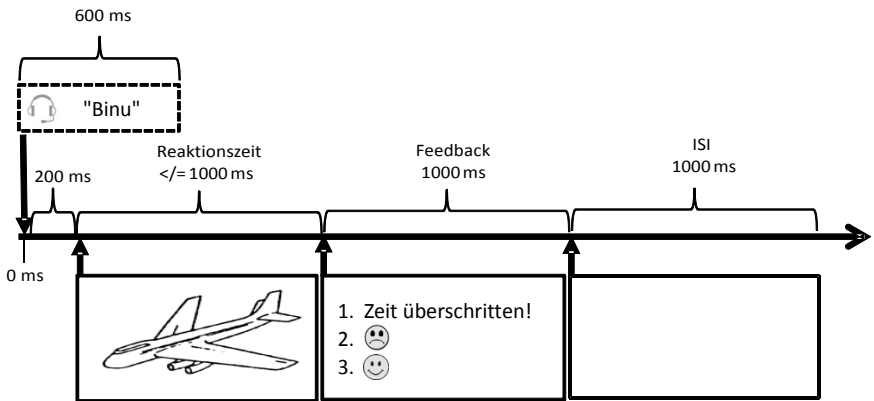 600 ms
"Binu"
200 ms
Reaktionszeit
</= 1000 ms
Feedback
1000 ms
ISI
1000 ms
0 ms
1. Zeit überschritten!
2.
3.